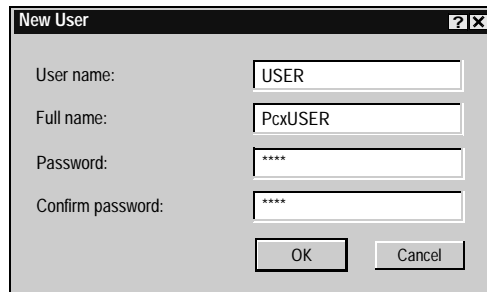 New User
User name: USER
Full name: PcxUSER
Password: ****
Confirm password: ****
OK Cancel